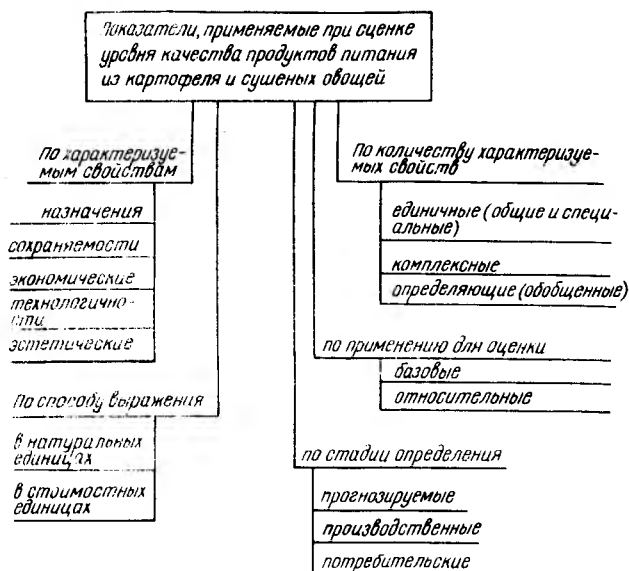 Показатели, применяемые при оценке
уровня качества продуктов питания
из картофеля и сушеных овощей
По характеризуе-
мым свойствам
назначения
сохраняемости
экономические
технологично-
сти
эстетические
По способу выражения
в натуральных
единицах
в стоимостных
единицах
По количеству характеризуе-
мых свойств
единичные (общие и специ-
альные)
комплексные
определяющие (обобщенные)
по применению для оценки
базовые
относительные
по стадии определения
прогнозируемые
производственные
потребительские